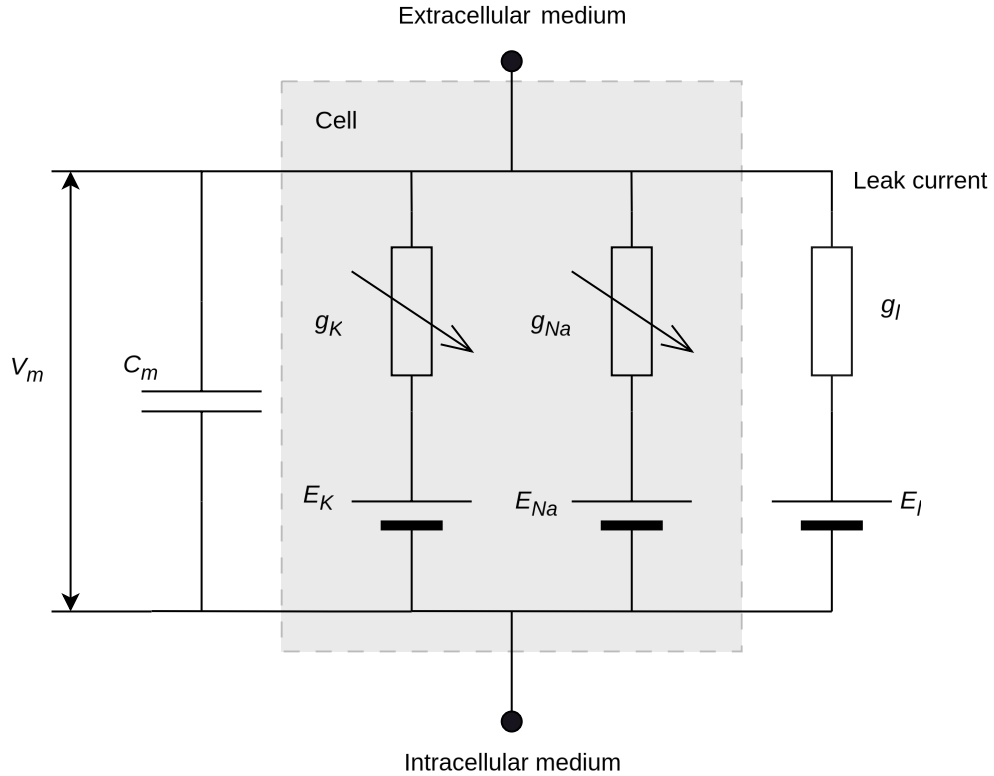 Extracellular medium
Cell
Leak current
g_l
g_K
g_Na
V_m
C_m
E_K
E_Na
E_l
Intracellular medium